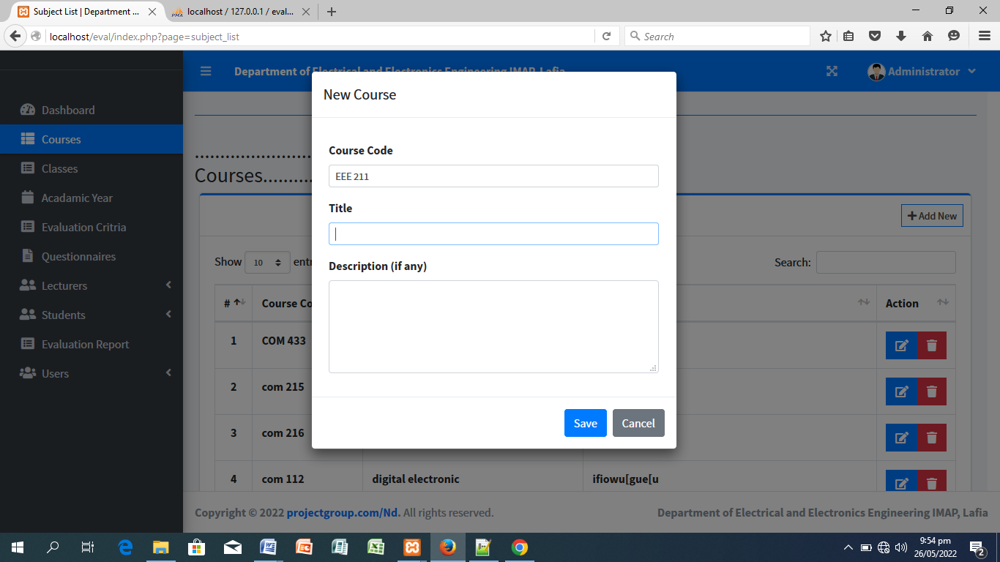 Subject List | Department ...
localhost / 127.0.0.1 / eval...
localhost/eval/index.php?page=subject_list
Search
Department of Electrical and Electronics Engineering IMAP, Lafia
Administrator
Dashboard
Courses
Classes
Acadamic Year
Evaluation Critria
Questionnaires
Lecturers
Students
Evaluation Report
Users
Courses..........
New Course
Course Code
EEE 211
Title
Description (if any)
Save
Cancel
Add New
Show 10 entr
Search:
# Course Co Action
1 COM 433
2 com 215
3 com 216
4 com 112 digital electronic ifiowu[gue[u
Copyright © 2022 projectgroup.com/Nd. All rights reserved.
Department of Electrical and Electronics Engineering IMAP, Lafia
9:54 pm
26/05/2022
2